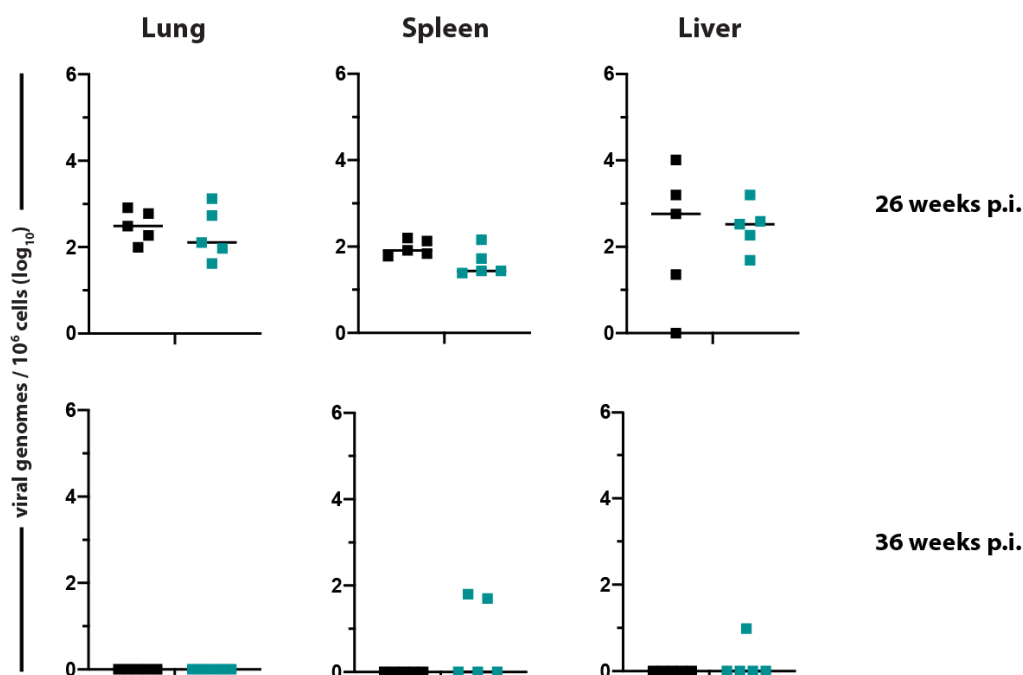 Lung Spleen Liver
6 6 6
4 4 4
2 2 2
0 0 0
26 weeks p.i.
viral genomes / 10⁶ cells (log₁₀)
6 6 6
4 4 4
2 2 2
0 0 0
36 weeks p.i.